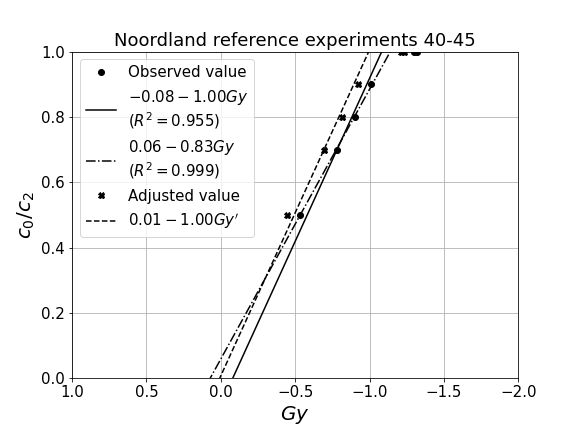 Noordland reference experiments 40-45
1.0
0.8
0.6
0.4
0.2
0.0
c₀/c₂
Observed value
−0.08 − 1.00Gy
(R² = 0.955)
0.06 − 0.83Gy
(R² = 0.999)
Adjusted value
0.01 − 1.00Gy′
1.0 0.5 0.0 −0.5 −1.0 −1.5 −2.0
Gy